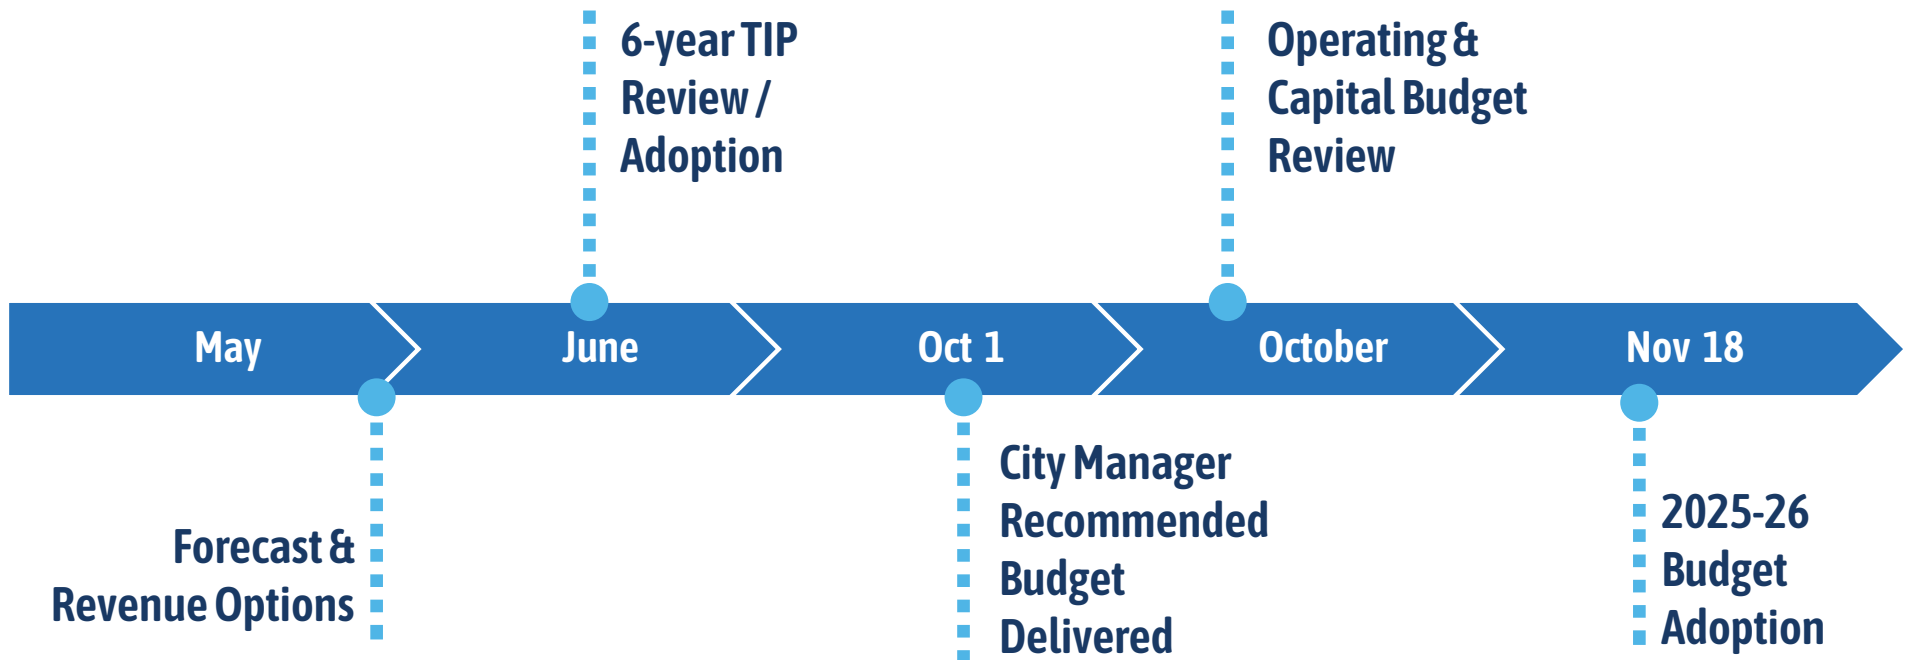 6-year TIP
Review /
Adoption
Operating &
Capital Budget
Review
May
June
Oct 1
October
Nov 18
Forecast &
Revenue Options
City Manager
Recommended
Budget
Delivered
2025-26
Budget
Adoption